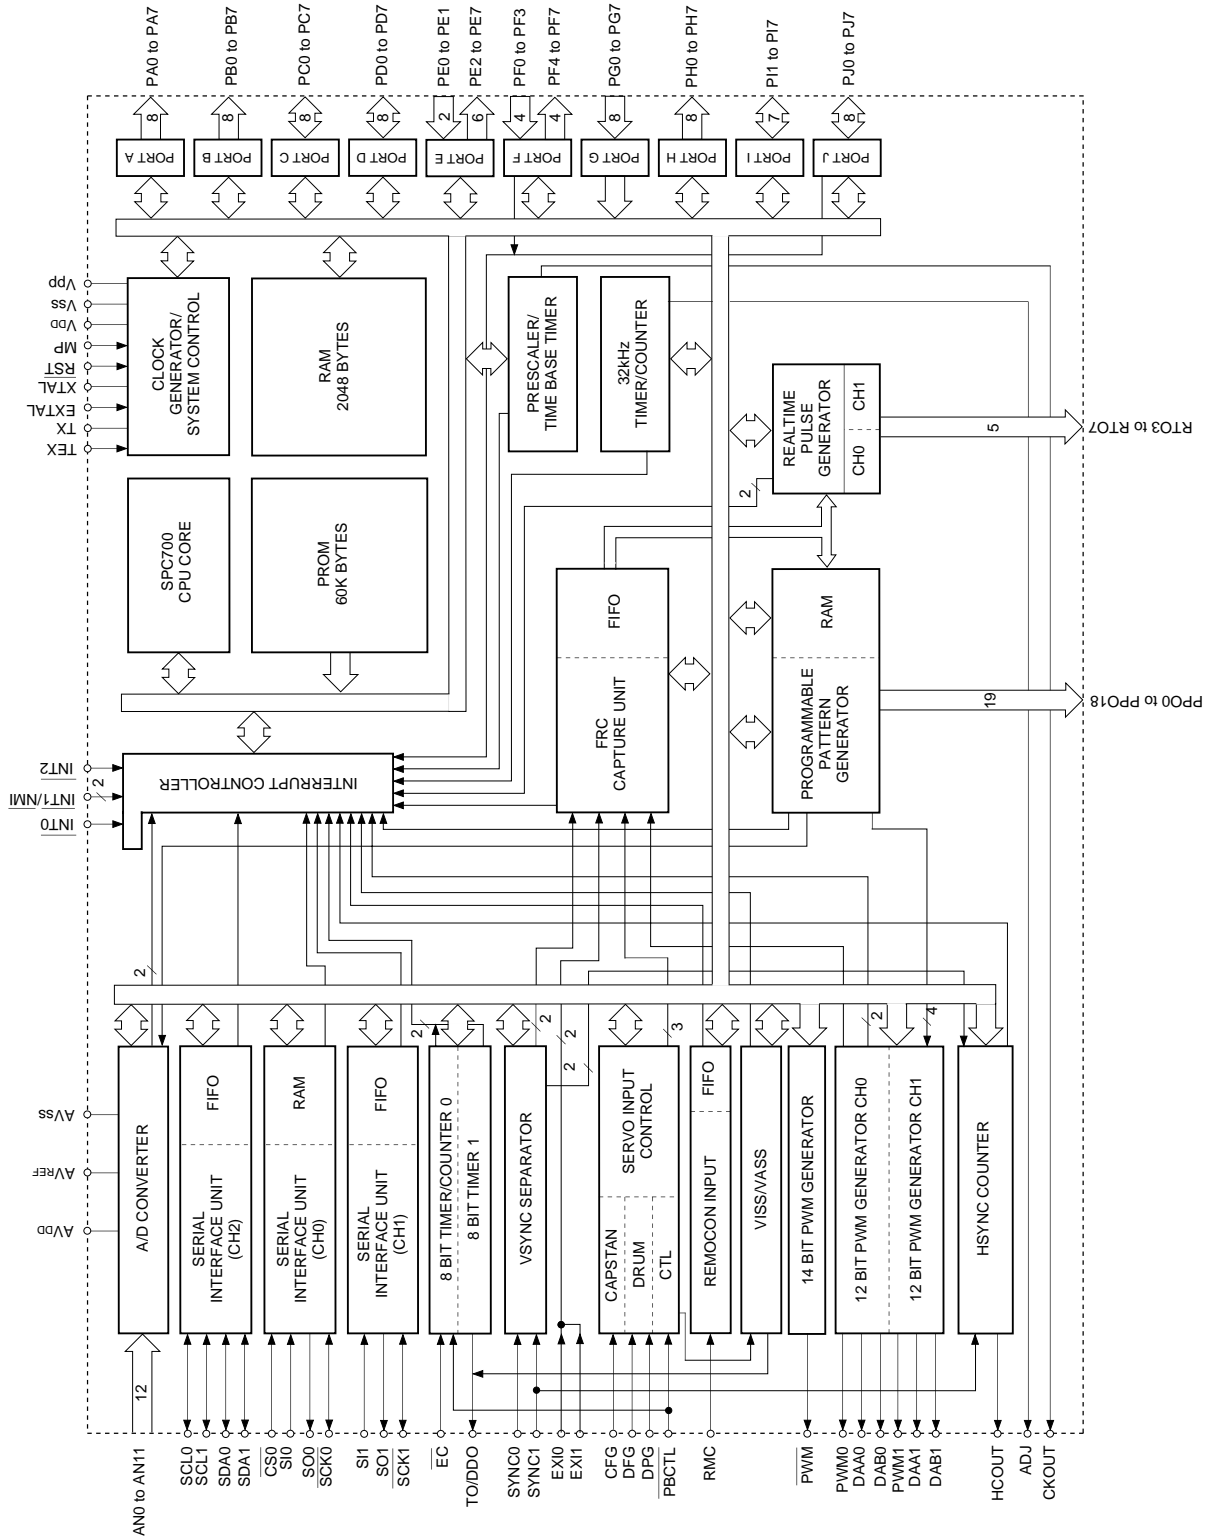 PA0 to PA7
PB0 to PB7
PC0 to PC7
PD0 to PD7
PE0 to PE1
PE2 to PE7
PF0 to PF3
PF4 to PF7
PG0 to PG7
PH0 to PH7
PI1 to PI7
PJ0 to PJ7
8
8
8
8
2
6
4
4
8
8
7
8
PORT A
PORT B
PORT C
PORT D
PORT E
PORT F
PORT G
PORT H
PORT I
PORT J
Vpp
Vss
VDD
MP
RST
XTAL
EXTAL
TX
TEX
CLOCK
GENERATOR/
SYSTEM CONTROL
RAM
2048 BYTES
PRESCALER/
TIME BASE TIMER
32kHz
TIMER/COUNTER
REALTIME
PULSE
GENERATOR
CH0
CH1
5
RTO3 to RTO7
2
SPC700
CPU CORE
PROM
60K BYTES
FIFO
FRC
CAPTURE UNIT
RAM
PROGRAMMABLE
PATTERN
GENERATOR
19
PPO0 to PPO18
INT2
INT1/NMI
2
INT0
INTERRUPT CONTROLLER
2
2
2
2
2
3
2
4
AVss
AVREF
AVDD
A/D CONVERTER
FIFO
SERIAL
INTERFACE UNIT
(CH2)
RAM
SERIAL
INTERFACE UNIT
(CH0)
FIFO
SERIAL
INTERFACE UNIT
(CH1)
8 BIT TIMER/COUNTER 0
8 BIT TIMER 1
VSYNC SEPARATOR
SERVO INPUT
CONTROL
CAPSTAN
DRUM
CTL
FIFO
REMOCON INPUT
VISS/VASS
14 BIT PWM GENERATOR
12 BIT PWM GENERATOR CH0
12 BIT PWM GENERATOR CH1
HSYNC COUNTER
12
AN0 to AN11
SCL0
SCL1
SDA0
SDA1
CS0
SI0
SO0
SCK0
SI1
SO1
SCK1
EC
TO/DDO
SYNC0
SYNC1
EXI0
EXI1
CFG
DFG
DPG
PBCTL
RMC
PWM
PWM0
DAA0
DAB0
PWM1
DAA1
DAB1
HCOUT
ADJ
CKOUT